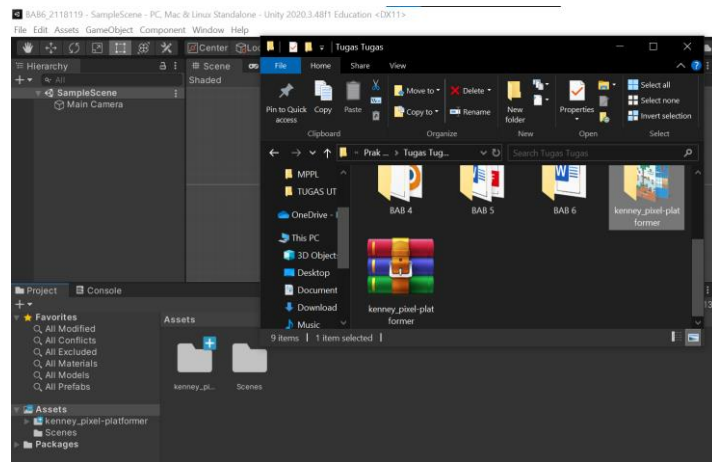 BAB6_2118119 - SampleScene - PC, Mac & Linux Standalone - Unity 2020.3.48f1 Education <DX11>
File Edit Assets GameObject Component Window Help
Center
Hierarchy
All
SampleScene
Main Camera
Scene
Shaded
Tugas Tugas
File Home Share View
Pin to Quick access
Copy
Paste
Move to
Copy to
Delete
Rename
New folder
Properties
Select all
Select none
Invert selection
Clipboard Organize New Open Select
Prak ... > Tugas Tug...
Search Tugas Tugas
MPPL
TUGAS UT
OneDrive -
This PC
3D Object
Desktop
Document
Download
Music
BAB 4
BAB 5
BAB 6
kenney_pixel-plat
former
kenney_pixel-plat
former
9 items 1 item selected
Project Console
Favorites
All Modified
All Conflicts
All Excluded
All Materials
All Models
All Prefabs
Assets
kenney_pixel-platformer
Scenes
Packages
Assets
kenney_pi...
Scenes